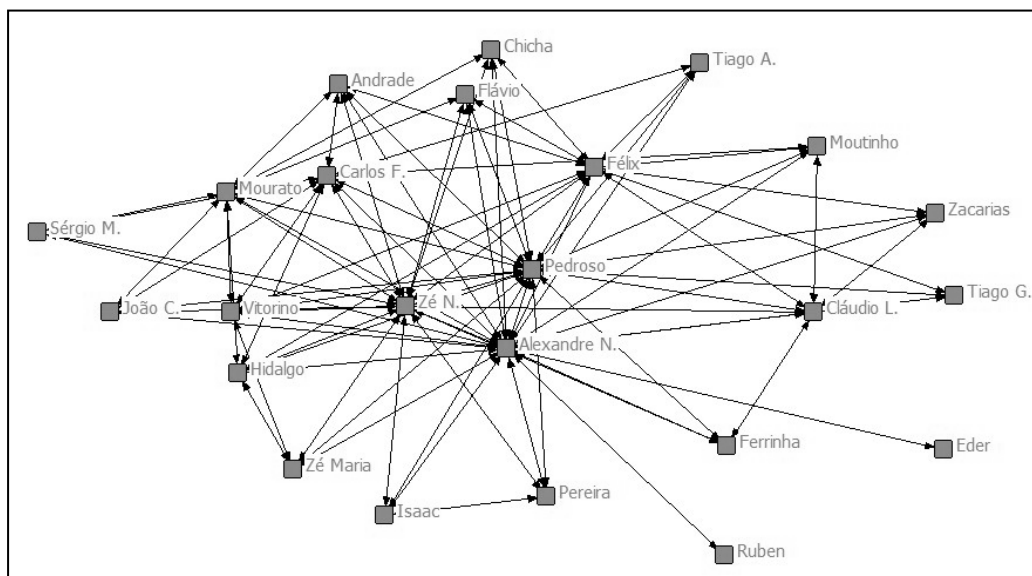 Chicha
Tiago A.
Andrade
Flávio
Moutinho
Félix
Carlos F.
Mourato
Zacarias
Sérgio M.
Pedroso
Tiago G.
João C.
Vitorino
Zé N.
Cláudio L.
Alexandre N.
Hidalgo
Ferrinha
Eder
Zé Maria
Pereira
Isaac
Ruben